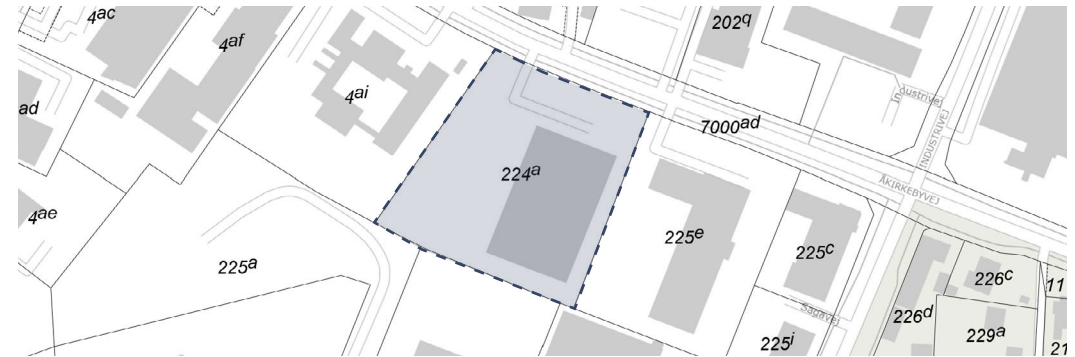 4ac
202q
4af
Industrivej
4ai
ad
INDUSTRIVEJ
7000ad
224a
ÅKIRKEBYVEJ
4ae
225e
225c
225a
226c
11
Sagavej
226d
229a
225i
21